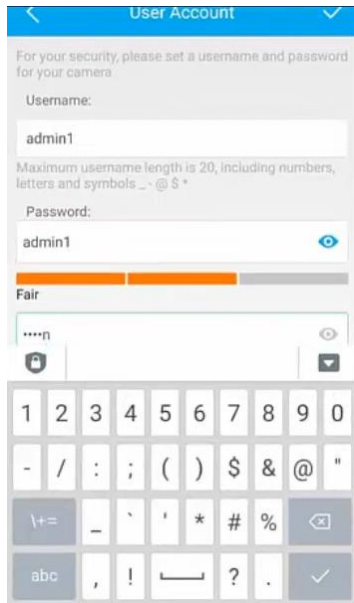 User Account
For your security, please set a username and password
for your camera
Username:
admin1
Maximum username length is 20, including numbers,
letters and symbols _ - @ $ *
Password:
admin1
Fair
••••n
1 2 3 4 5 6 7 8 9 0
- / : ; ( ) $ & @ "
\+= _ ` ' * # %
abc , ! ? .